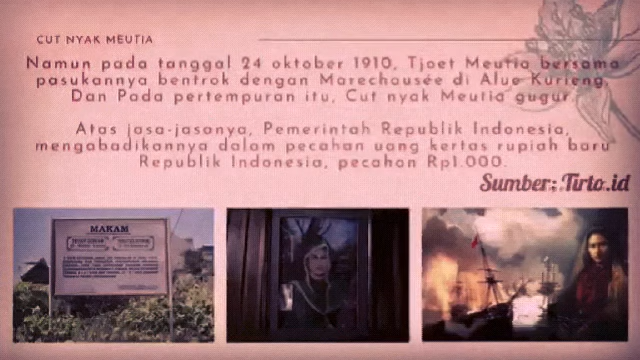 CUT NYAK MEUTIA
Namun pada tanggal 24 oktober 1910, Tjoet Meutia bersama
pasukannya bentrok dengan Marechausée di Alue Kurieng.
Dan Pada pertempuran itu, Cut nyak Meutia gugur.
Atas jasa-jasanya, Pemerintah Republik Indonesia,
mengabadikannya dalam pecahan uang kertas rupiah baru
Republik Indonesia, pecahan Rp1.000.
Sumber: Tirto.id
MAKAM